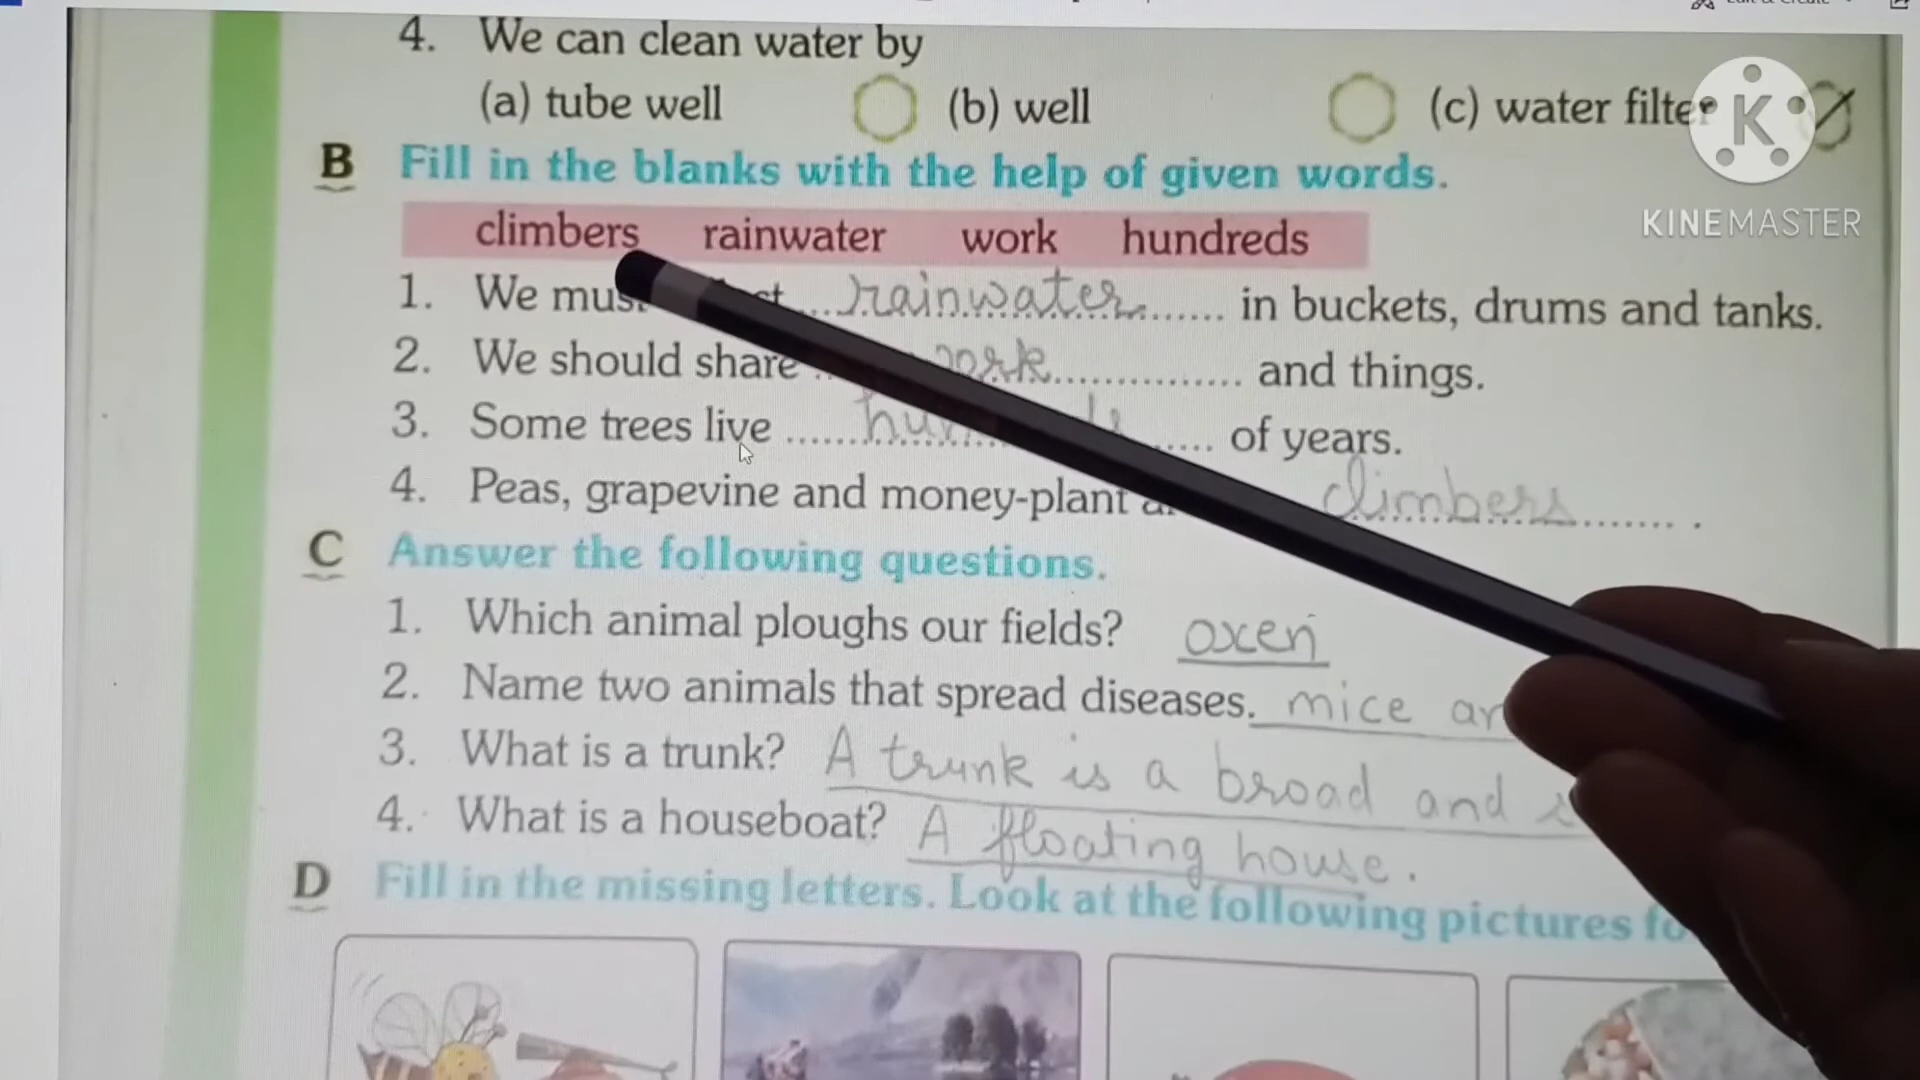 4. We can clean water by
(a) tube well (b) well (c) water filter
KINEMASTER
B Fill in the blanks with the help of given words.
climbers rainwater work hundreds
1. We must rainwater in buckets, drums and tanks.
2. We should share work and things.
3. Some trees live of years.
4. Peas, grapevine and money-plant climbers.
C Answer the following questions.
1. Which animal ploughs our fields? oxen
2. Name two animals that spread diseases. mice
3. What is a trunk? A trunk is a broad and
4. What is a houseboat? A floating house.
D Fill in the missing letters. Look at the following pictures